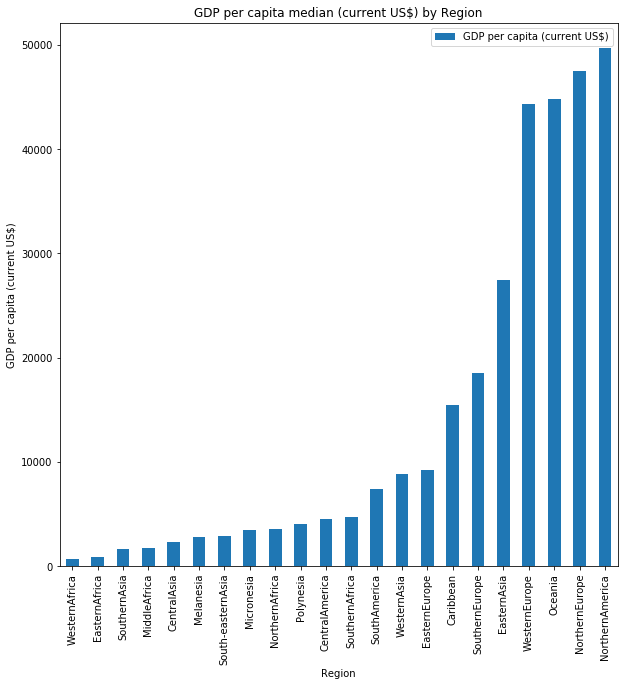 GDP per capita median (current US$) by Region
GDP per capita (current US$)
GDP per capita (current US$)
50000
40000
30000
20000
10000
0
WesternAfrica
EasternAfrica
SouthernAsia
MiddleAfrica
CentralAsia
Melanesia
South-easternAsia
Micronesia
NorthernAfrica
Polynesia
CentralAmerica
SouthernAfrica
SouthAmerica
WesternAsia
EasternEurope
Caribbean
SouthernEurope
EasternAsia
WesternEurope
Oceania
NorthernEurope
NorthernAmerica
Region